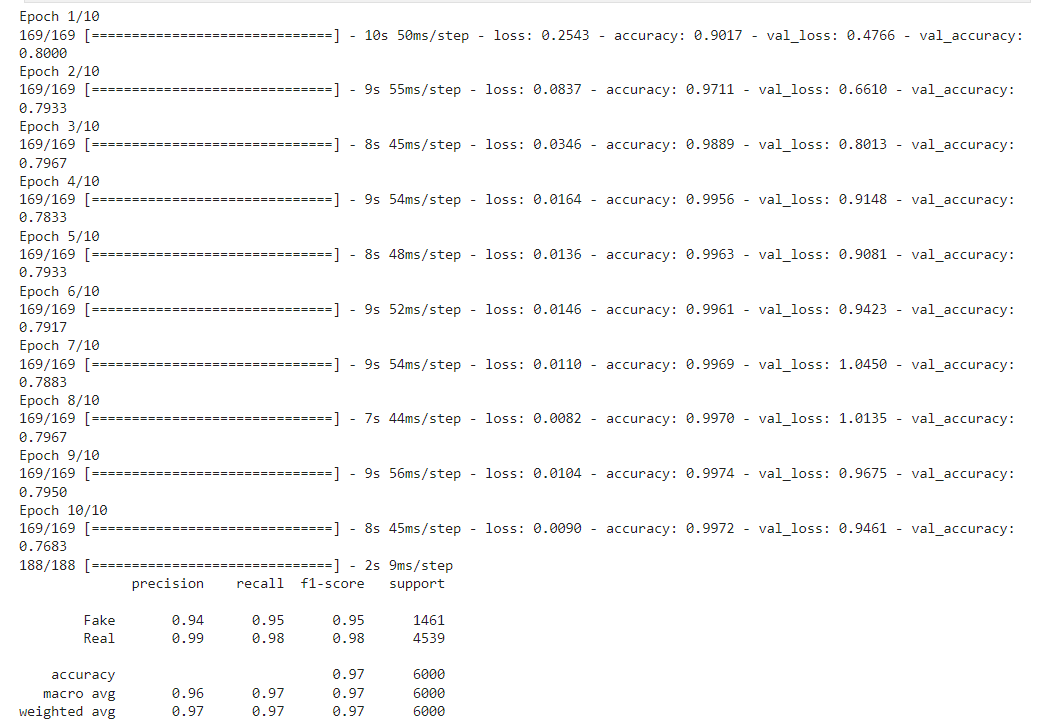 Epoch 1/10
169/169 [==============================] - 10s 50ms/step - loss: 0.2543 - accuracy: 0.9017 - val_loss: 0.4766 - val_accuracy:
0.8000
Epoch 2/10
169/169 [==============================] - 9s 55ms/step - loss: 0.0837 - accuracy: 0.9711 - val_loss: 0.6610 - val_accuracy:
0.7933
Epoch 3/10
169/169 [==============================] - 8s 45ms/step - loss: 0.0346 - accuracy: 0.9889 - val_loss: 0.8013 - val_accuracy:
0.7967
Epoch 4/10
169/169 [==============================] - 9s 54ms/step - loss: 0.0164 - accuracy: 0.9956 - val_loss: 0.9148 - val_accuracy:
0.7833
Epoch 5/10
169/169 [==============================] - 8s 48ms/step - loss: 0.0136 - accuracy: 0.9963 - val_loss: 0.9081 - val_accuracy:
0.7933
Epoch 6/10
169/169 [==============================] - 9s 52ms/step - loss: 0.0146 - accuracy: 0.9961 - val_loss: 0.9423 - val_accuracy:
0.7917
Epoch 7/10
169/169 [==============================] - 9s 54ms/step - loss: 0.0110 - accuracy: 0.9969 - val_loss: 1.0450 - val_accuracy:
0.7883
Epoch 8/10
169/169 [==============================] - 7s 44ms/step - loss: 0.0082 - accuracy: 0.9970 - val_loss: 1.0135 - val_accuracy:
0.7967
Epoch 9/10
169/169 [==============================] - 9s 56ms/step - loss: 0.0104 - accuracy: 0.9974 - val_loss: 0.9675 - val_accuracy:
0.7950
Epoch 10/10
169/169 [==============================] - 8s 45ms/step - loss: 0.0090 - accuracy: 0.9972 - val_loss: 0.9461 - val_accuracy:
0.7683
188/188 [==============================] - 2s 9ms/step
              precision    recall  f1-score   support

        Fake       0.94      0.95      0.95      1461
        Real       0.99      0.98      0.98      4539

    accuracy                           0.97      6000
   macro avg       0.96      0.97      0.97      6000
weighted avg       0.97      0.97      0.97      6000